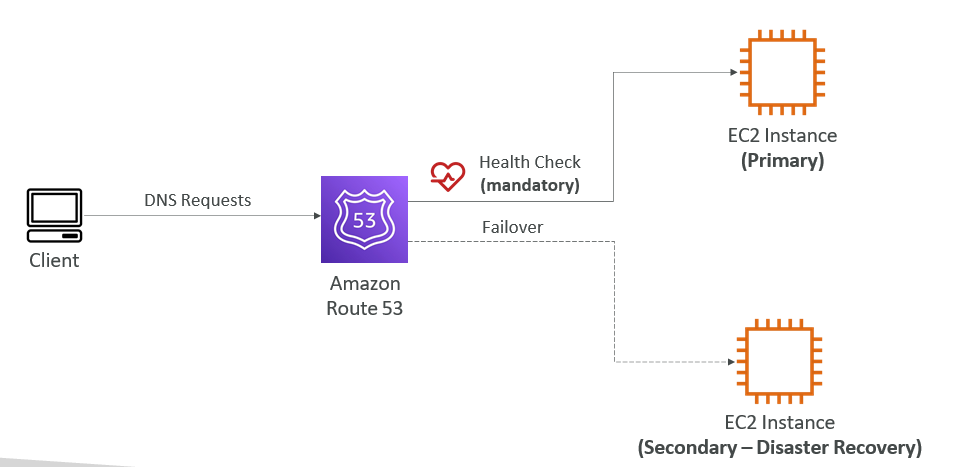 EC2 Instance
(Primary)
Health Check
(mandatory)
DNS Requests
53
Failover
Client
Amazon
Route 53
EC2 Instance
(Secondary – Disaster Recovery)